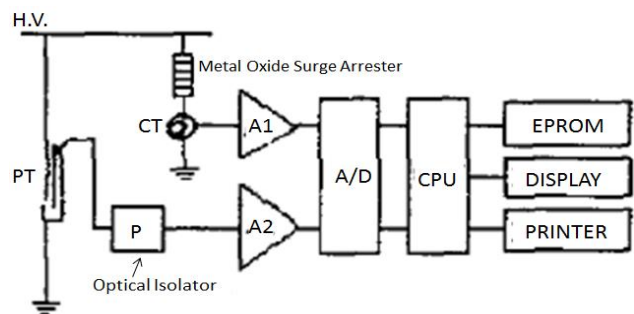 H.V.
Metal Oxide Surge Arrester
CT
A1
EPROM
PT
A/D
CPU
DISPLAY
P
A2
PRINTER
Optical Isolator